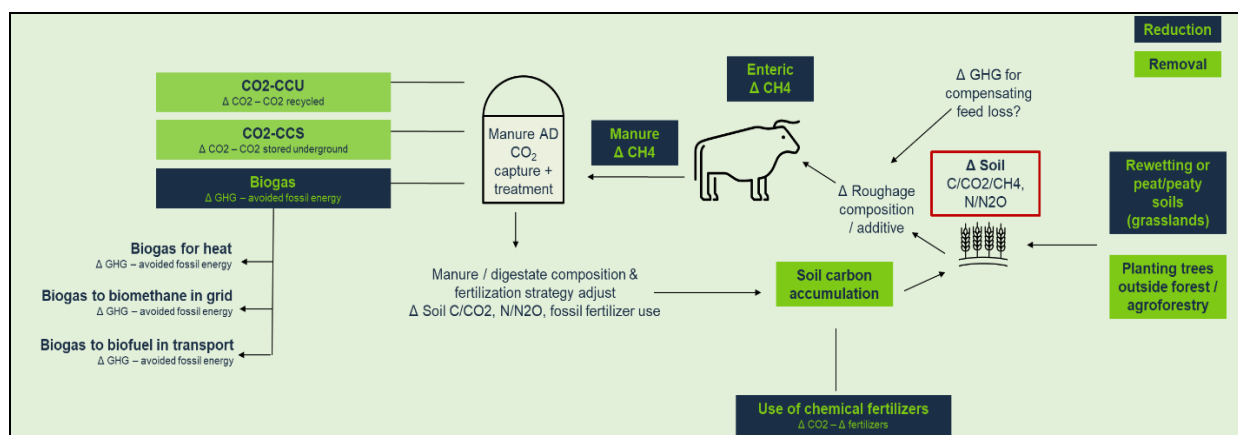 Reduction
Removal
CO2-CCU
Δ CO2 – CO2 recycled
CO2-CCS
Δ CO2 – CO2 stored underground
Biogas
Δ GHG – avoided fossil energy
Biogas for heat
Δ GHG – avoided fossil energy
Biogas to biomethane in grid
Δ GHG – avoided fossil energy
Biogas to biofuel in transport
Δ GHG – avoided fossil energy
Manure AD
CO₂
capture +
treatment
Manure / digestate composition &
fertilization strategy adjust
Δ Soil C/CO2, N/N2O, fossil fertilizer use
Manure
Δ CH4
Enteric
Δ CH4
Δ GHG for
compensating
feed loss?
Δ Roughage
composition
/ additive
Δ Soil
C/CO2/CH4,
N/N2O
Rewetting or
peat/peaty
soils
(grasslands)
Planting trees
outside forest /
agroforestry
Soil carbon
accumulation
Use of chemical fertilizers
Δ CO2 – Δ fertilizers